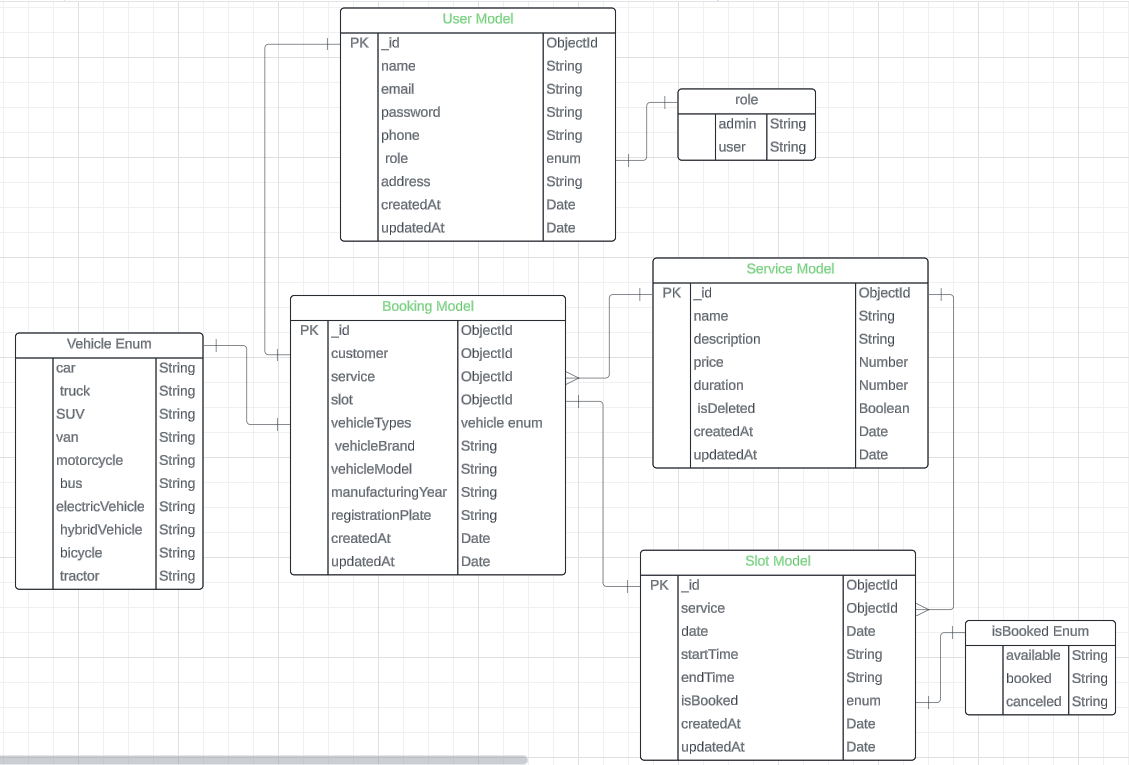 User Model
PK _id ObjectId
name String
email String
password String
phone String
role enum
address String
createdAt Date
updatedAt Date
role
admin String
user String
Service Model
PK _id ObjectId
name String
description String
price Number
duration Number
isDeleted Boolean
createdAt Date
updatedAt Date
Booking Model
PK _id ObjectId
customer ObjectId
service ObjectId
slot ObjectId
vehicleTypes vehicle enum
vehicleBrand String
vehicleModel String
manufacturingYear String
registrationPlate String
createdAt Date
updatedAt Date
Vehicle Enum
car String
truck String
SUV String
van String
motorcycle String
bus String
electricVehicle String
hybridVehicle String
bicycle String
tractor String
Slot Model
PK _id ObjectId
service ObjectId
date Date
startTime String
endTime String
isBooked enum
createdAt Date
updatedAt Date
isBooked Enum
available String
booked String
canceled String